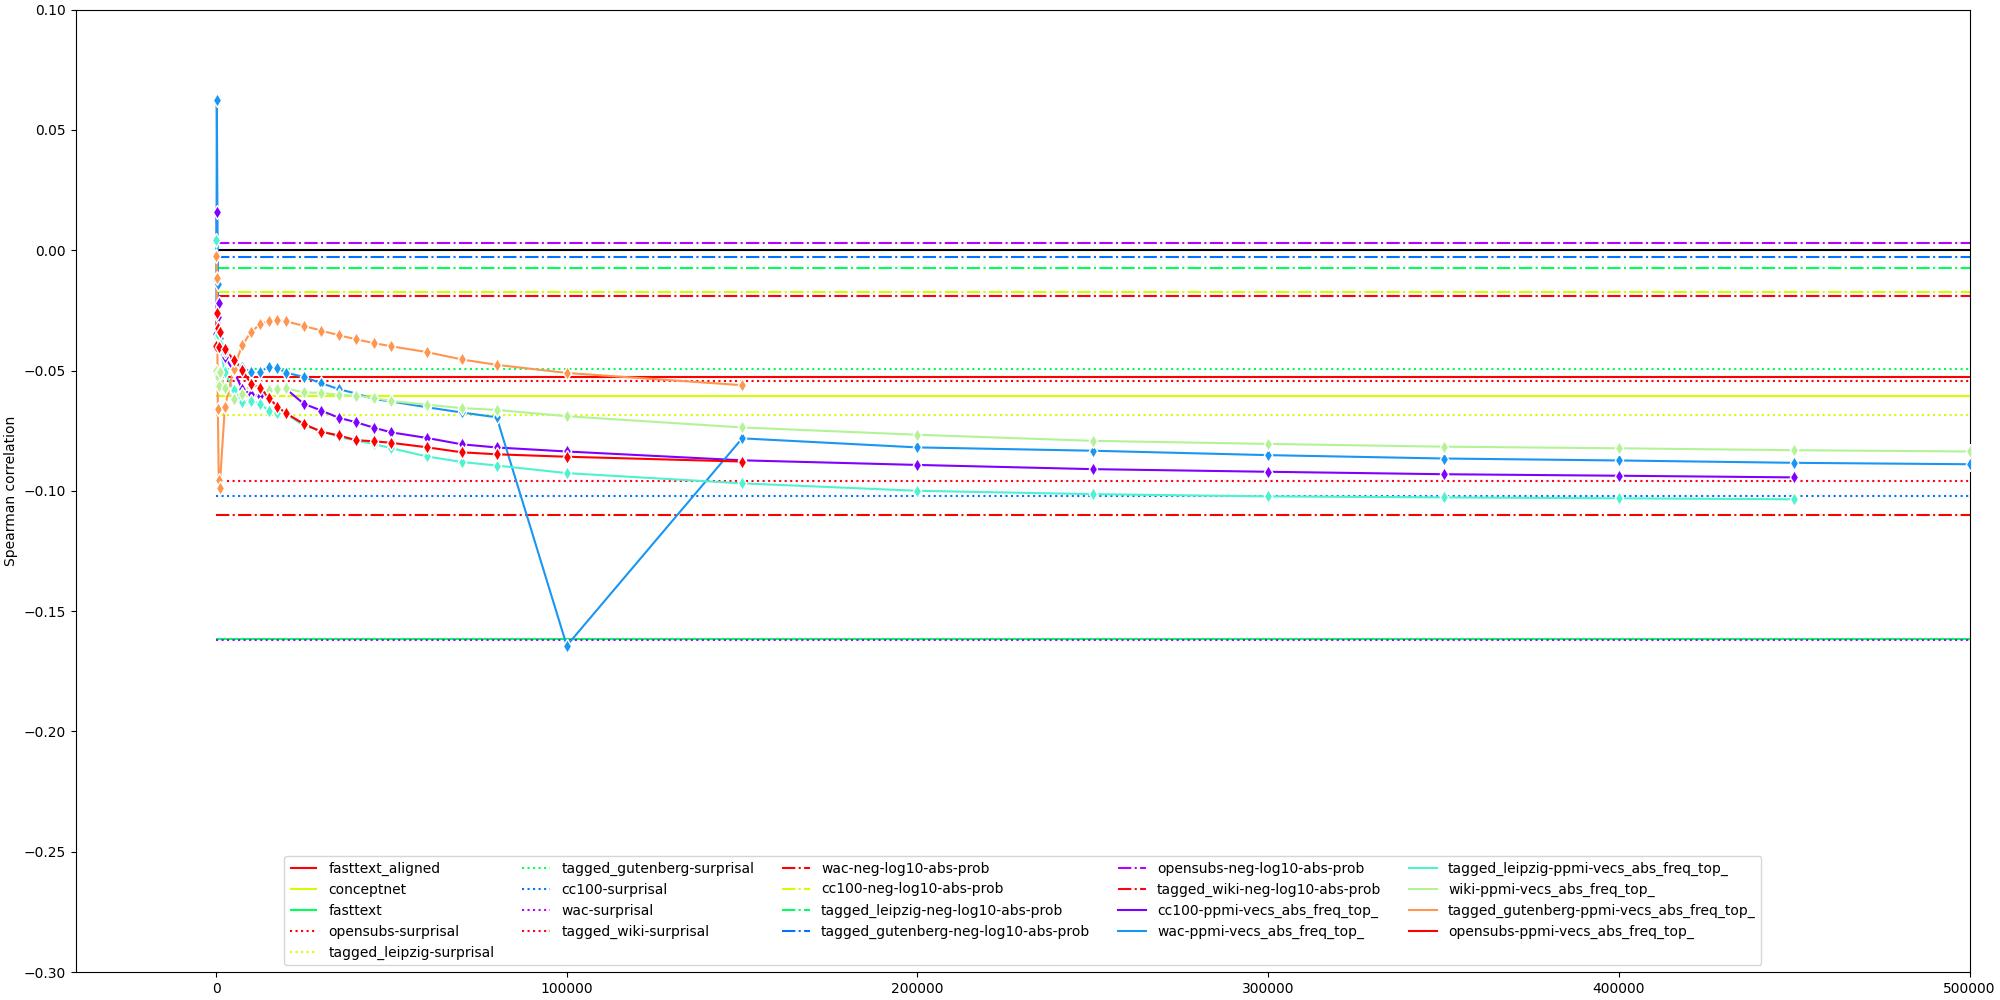 0.10
0.05
0.00
−0.05
−0.10
−0.15
−0.20
−0.25
−0.30
Spearman correlation
fasttext_aligned
conceptnet
fasttext
opensubs-surprisal
tagged_leipzig-surprisal
tagged_gutenberg-surprisal
cc100-surprisal
wac-surprisal
tagged_wiki-surprisal
wac-neg-log10-abs-prob
cc100-neg-log10-abs-prob
tagged_leipzig-neg-log10-abs-prob
tagged_gutenberg-neg-log10-abs-prob
opensubs-neg-log10-abs-prob
tagged_wiki-neg-log10-abs-prob
cc100-ppmi-vecs_abs_freq_top_
wac-ppmi-vecs_abs_freq_top_
tagged_leipzig-ppmi-vecs_abs_freq_top_
wiki-ppmi-vecs_abs_freq_top_
tagged_gutenberg-ppmi-vecs_abs_freq_top_
opensubs-ppmi-vecs_abs_freq_top_
0 100000 200000 300000 400000 500000